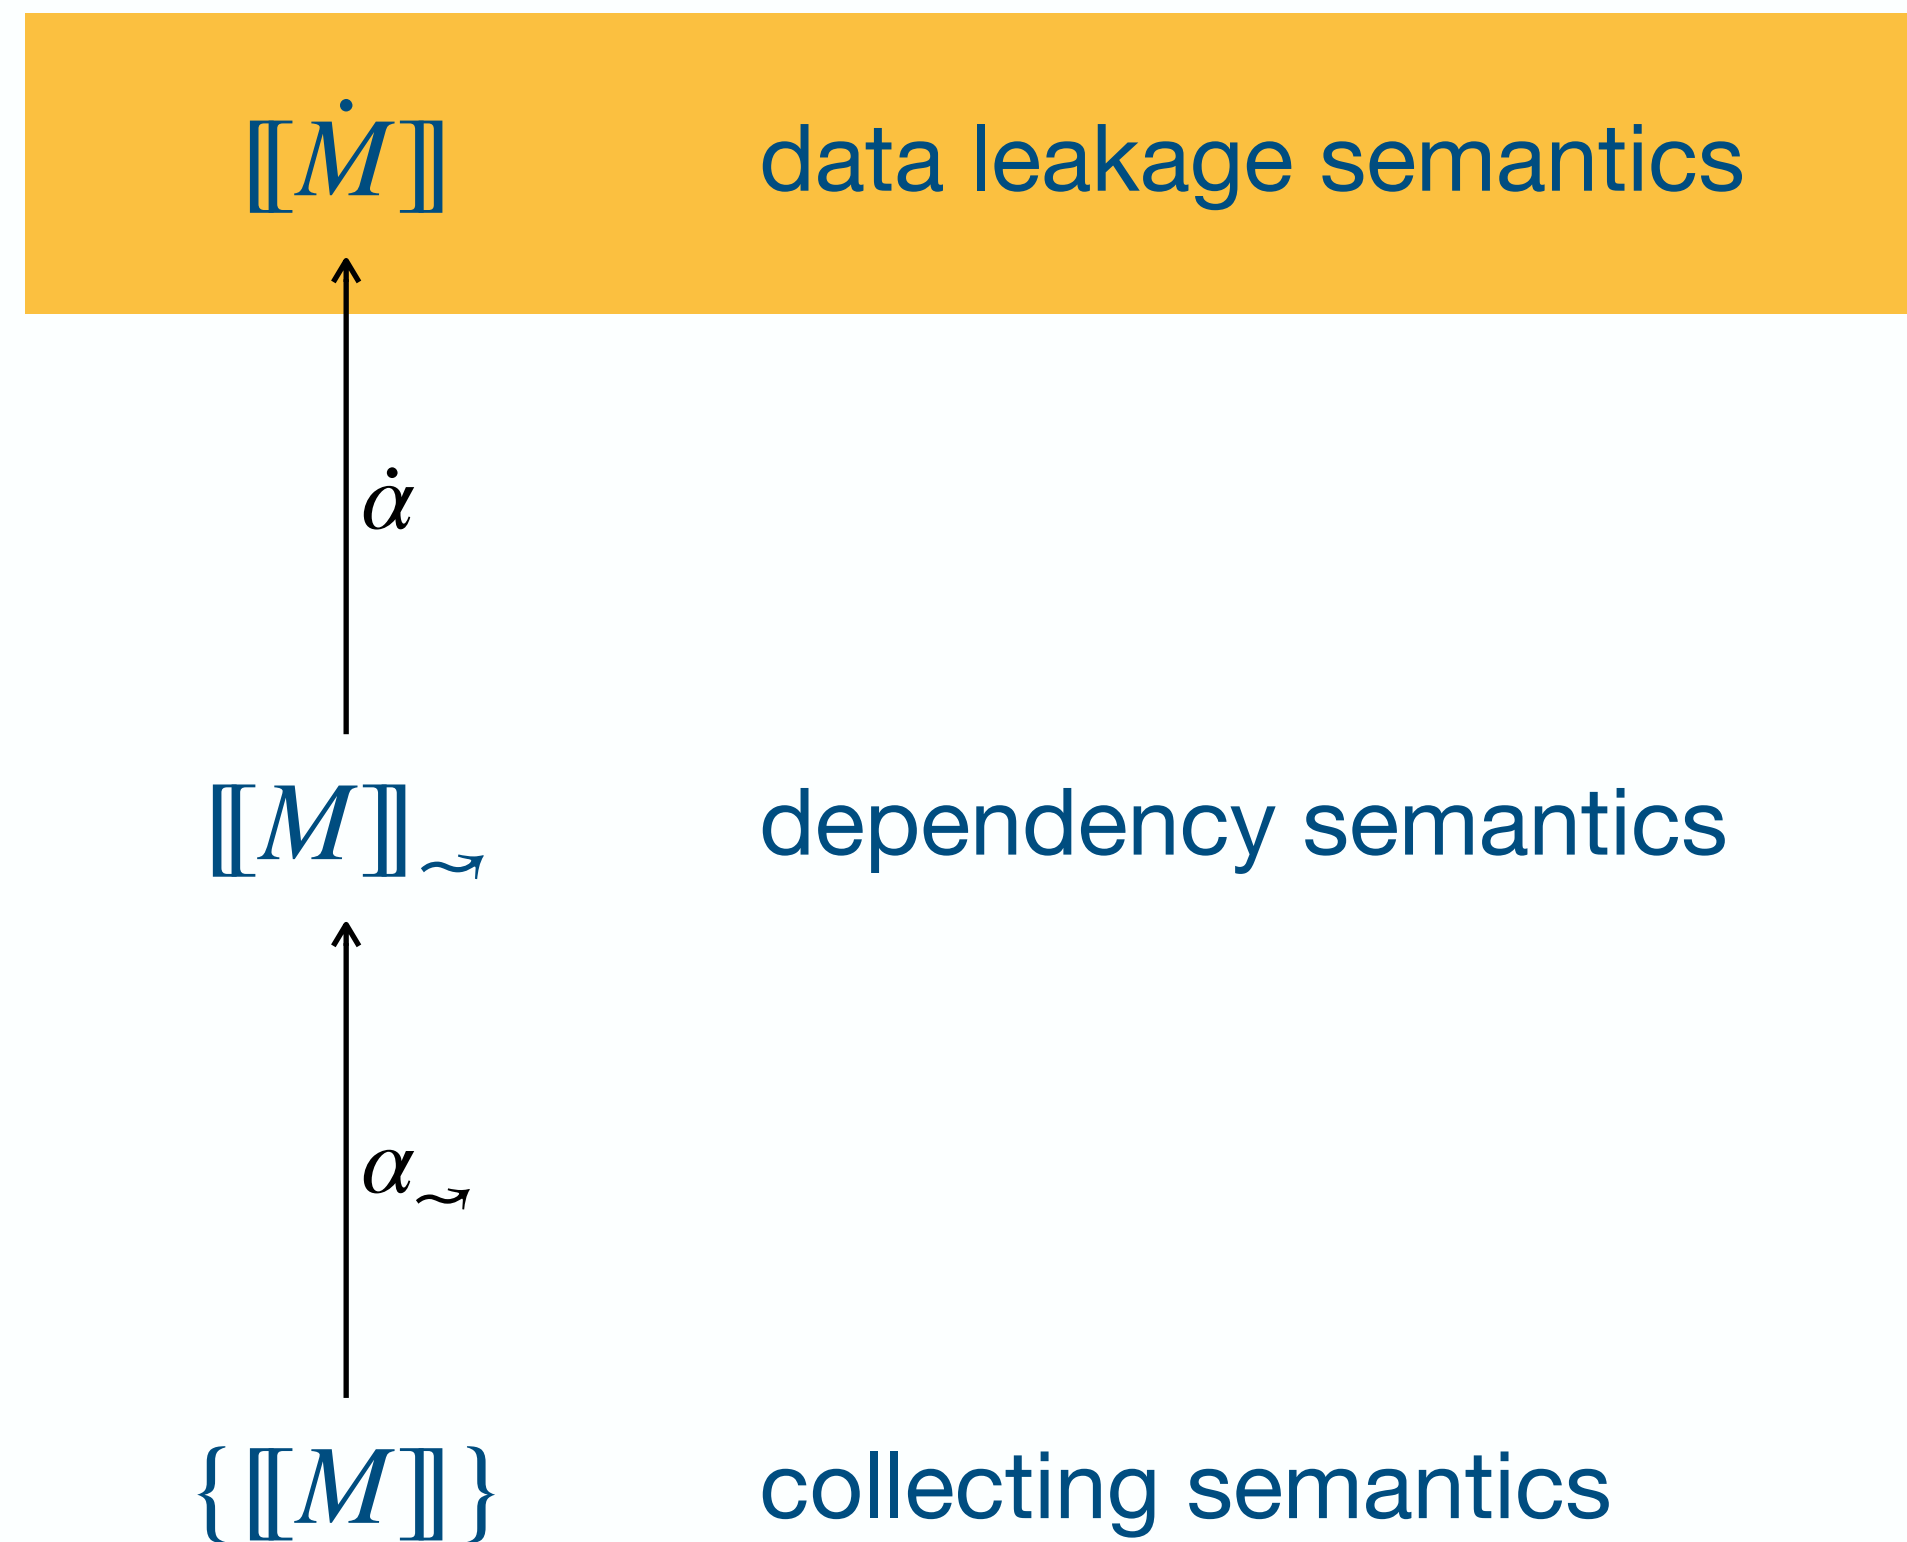 ⟦Ṁ⟧ data leakage semantics
α̇
⟦M⟧⤳ dependency semantics
α⤳
{⟦M⟧} collecting semantics